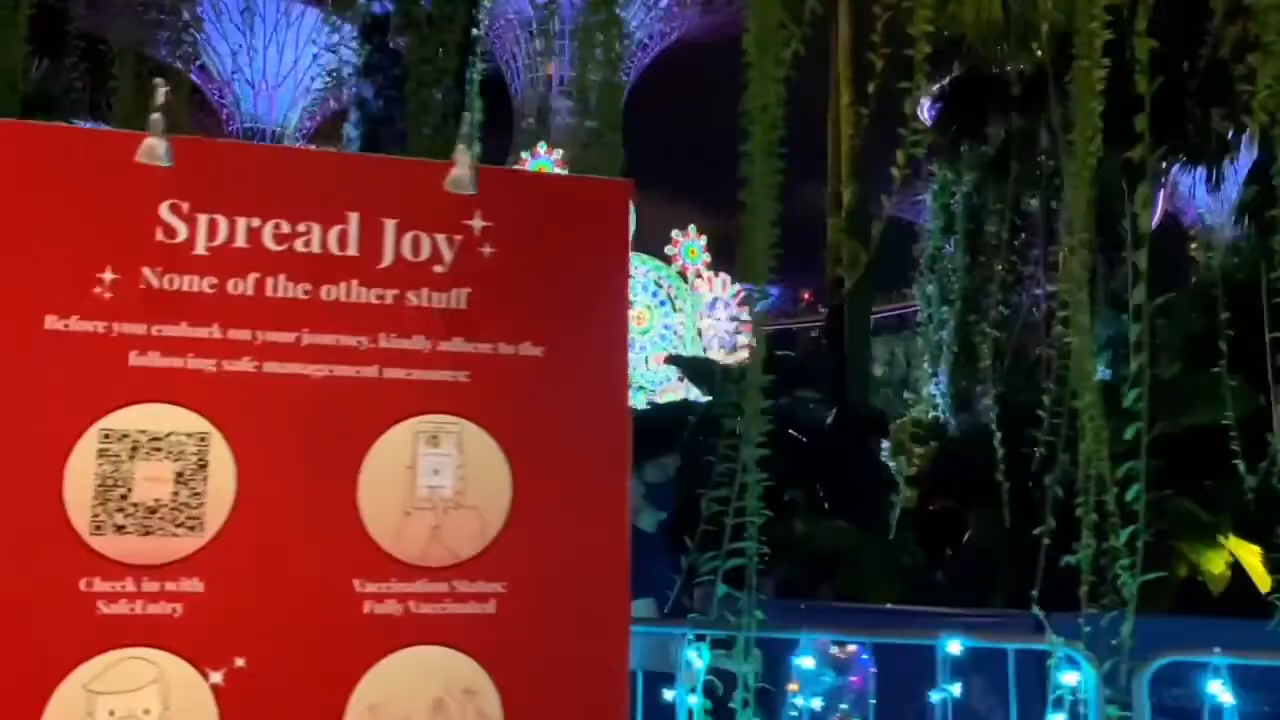 Spread Joy
None of the other stuff
Before you embark on your journey, kindly adhere to the
following safe management measures:
Check in with
SafeEntry
Vaccination Status:
Fully Vaccinated